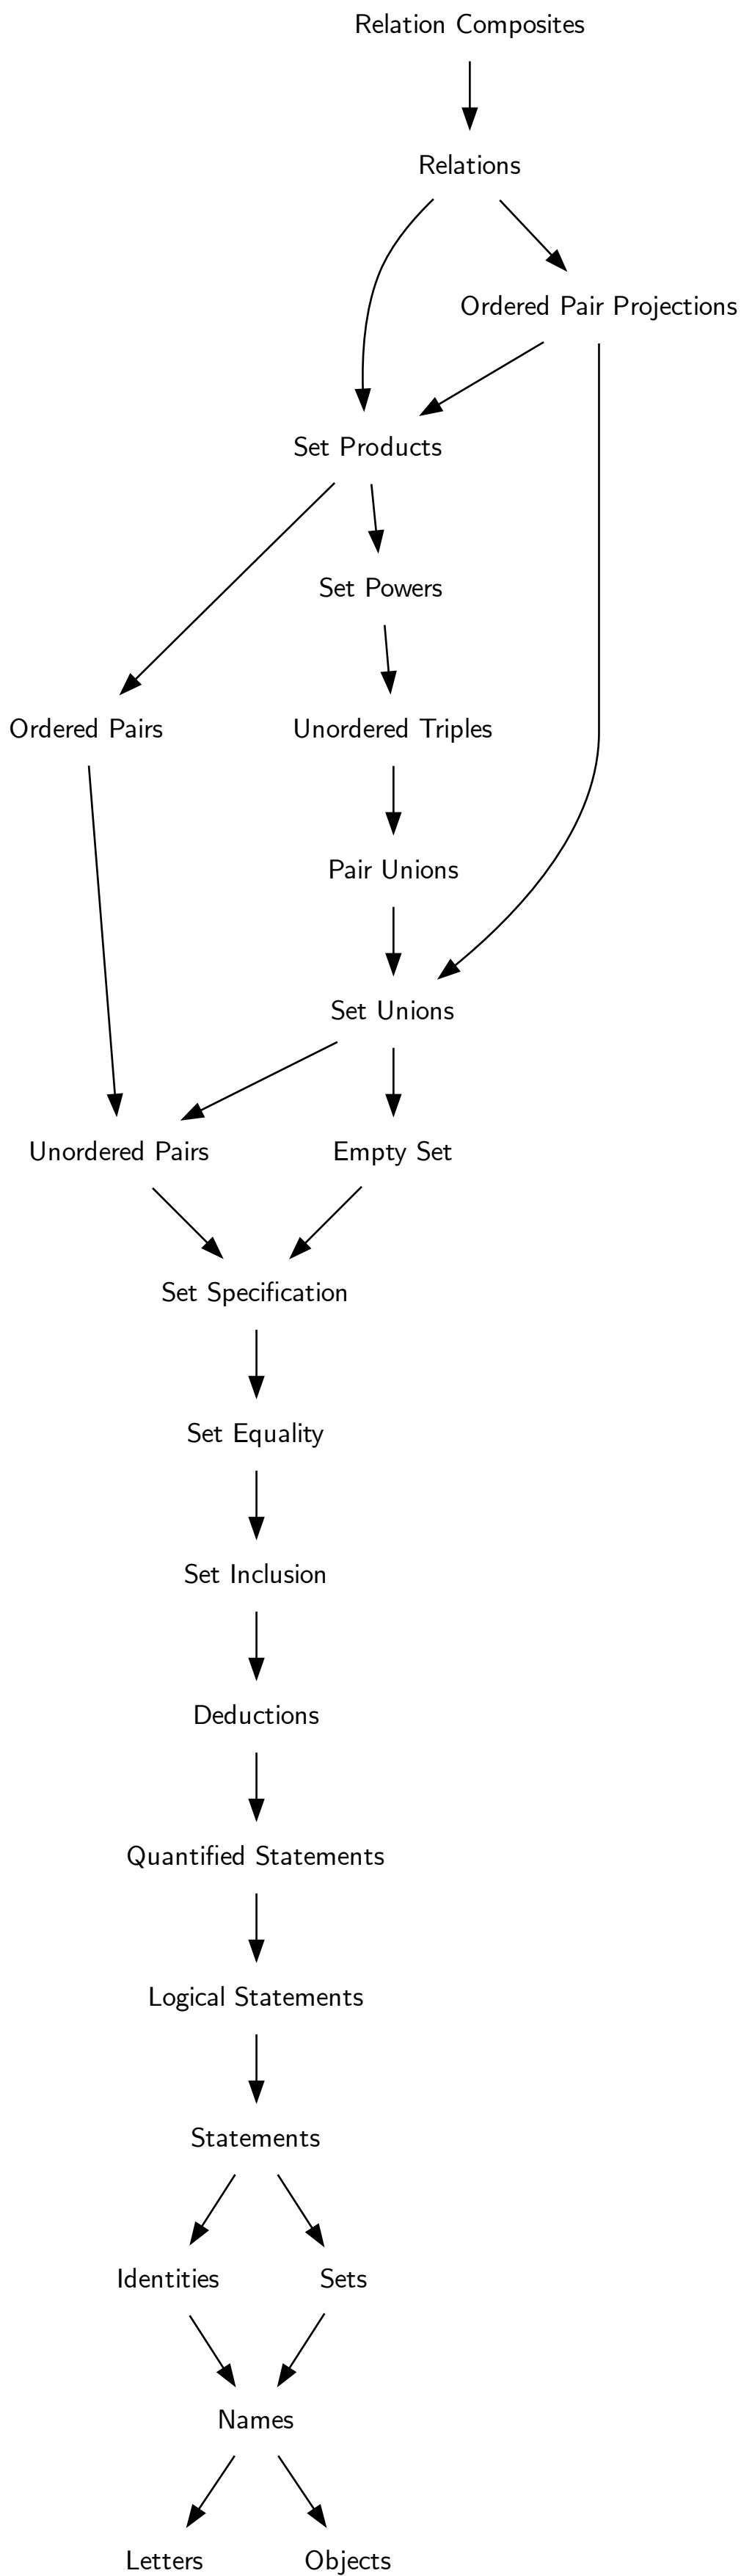 Relation Composites
Relations
Ordered Pair Projections
Set Products
Set Powers
Ordered Pairs
Unordered Triples
Pair Unions
Set Unions
Unordered Pairs
Empty Set
Set Specification
Set Equality
Set Inclusion
Deductions
Quantified Statements
Logical Statements
Statements
Identities
Sets
Names
Letters
Objects